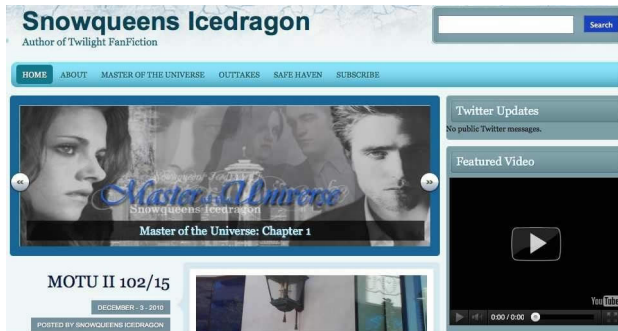 Snowqueens Icedragon
Author of Twilight FanFiction
Search
HOME ABOUT MASTER OF THE UNIVERSE OUTTAKES SAFE HAVEN SUBSCRIBE
Master of the Universe
Snowqueens Icedragon
Master of the Universe: Chapter 1
Twitter Updates
No public Twitter messages.
Featured Video
You Tube
0:00 / 0:00
MOTU II 102/15
DECEMBER - 3 - 2010
POSTED BY SNOWQUEENS ICEDRAGON